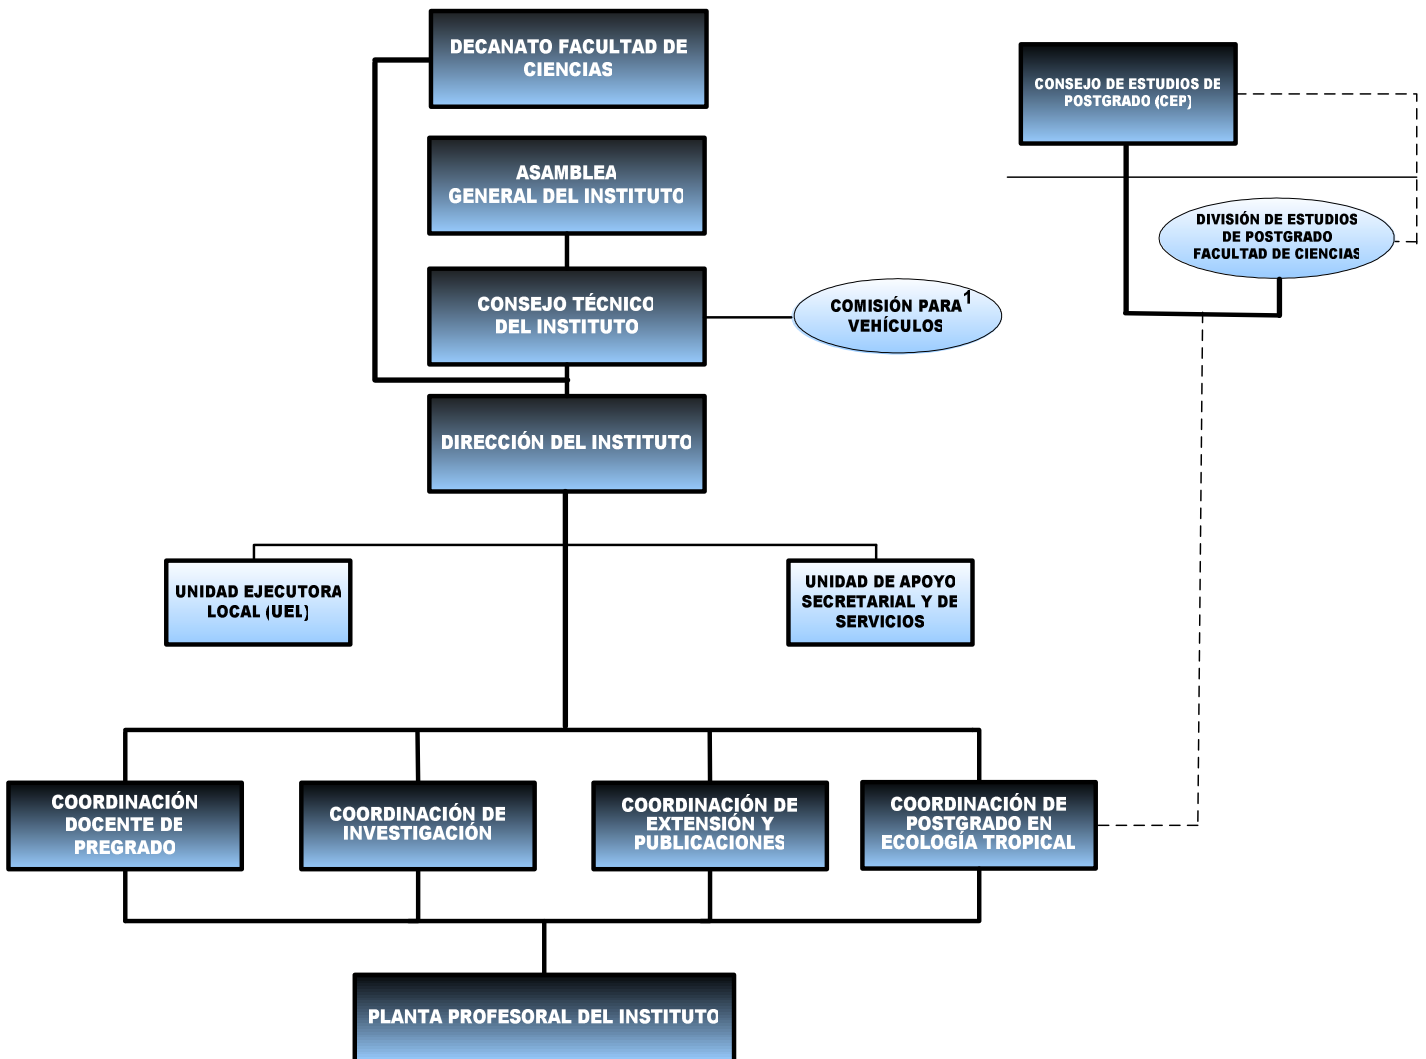 DECANATO FACULTAD DE
CIENCIAS
CONSEJO DE ESTUDIOS DE
POSTGRADO (CEP)
ASAMBLEA
GENERAL DEL INSTITUTO
DIVISIÓN DE ESTUDIOS
DE POSTGRADO
FACULTAD DE CIENCIAS
CONSEJO TÉCNICO
DEL INSTITUTO
COMISIÓN PARA 1
VEHÍCULOS
DIRECCIÓN DEL INSTITUTO
UNIDAD EJECUTORA
LOCAL (UEL)
UNIDAD DE APOYO
SECRETARIAL Y DE
SERVICIOS
COORDINACIÓN
DOCENTE DE
PREGRADO
COORDINACIÓN DE
INVESTIGACIÓN
COORDINACIÓN DE
EXTENSIÓN Y
PUBLICACIONES
COORDINACIÓN DE
POSTGRADO EN
ECOLOGÍA TROPICAL
PLANTA PROFESORAL DEL INSTITUTO